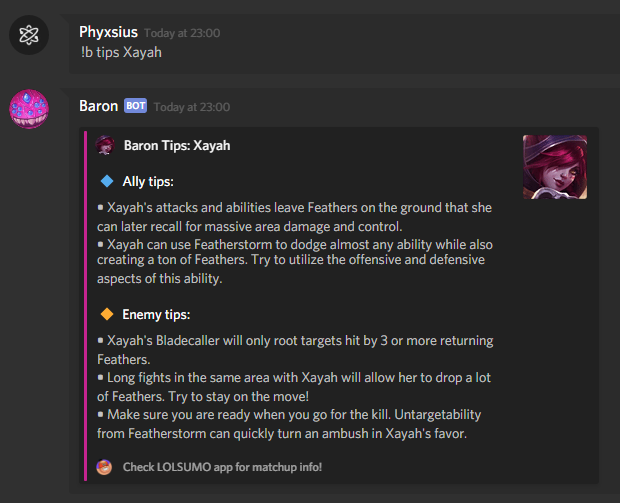 Phyxsius Today at 23:00
!b tips Xayah
Baron BOT Today at 23:00
Baron Tips: Xayah
Ally tips:
▪ Xayah's attacks and abilities leave Feathers on the ground that she
can later recall for massive area damage and control.
▪ Xayah can use Featherstorm to dodge almost any ability while also
creating a ton of Feathers. Try to utilize the offensive and defensive
aspects of this ability.
Enemy tips:
▪ Xayah's Bladecaller will only root targets hit by 3 or more returning
Feathers.
▪ Long fights in the same area with Xayah will allow her to drop a lot
of Feathers. Try to stay on the move!
▪ Make sure you are ready when you go for the kill. Untargetability
from Featherstorm can quickly turn an ambush in Xayah's favor.
Check LOLSUMO app for matchup info!